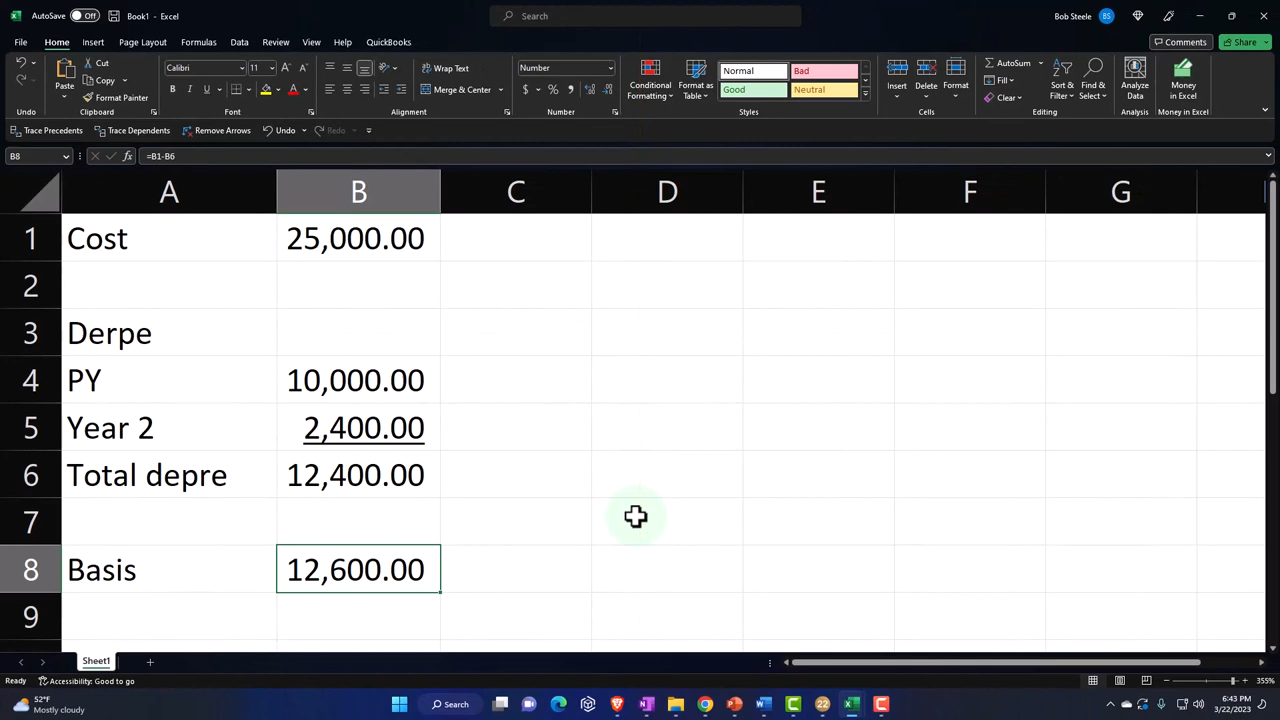 AutoSave Off Book1 - Excel Search Bob Steele BS
File Home Insert Page Layout Formulas Data Review View Help QuickBooks Comments Share
Cut Calibri 11 Wrap Text Number Normal Bad AutoSum
Paste Copy Merge & Center Conditional Formatting Format as Table Good Neutral Insert Delete Format Clear Sort & Filter Find & Select Analyze Data Money in Excel
Format Painter
Undo Clipboard Font Alignment Number Styles Cells Editing Analysis Money in Excel
Trace Precedents Trace Dependents Remove Arrows Undo Redo
B8 fx =B1-B6
A B C D E F G
1 Cost 25,000.00
2
3 Derpe
4 PY 10,000.00
5 Year 2 2,400.00
6 Total depre 12,400.00
7
8 Basis 12,600.00
9
Sheet1
Ready Accessibility: Good to go 355%
52°F
Mostly cloudy
Search
22
6:43 PM
3/22/2023